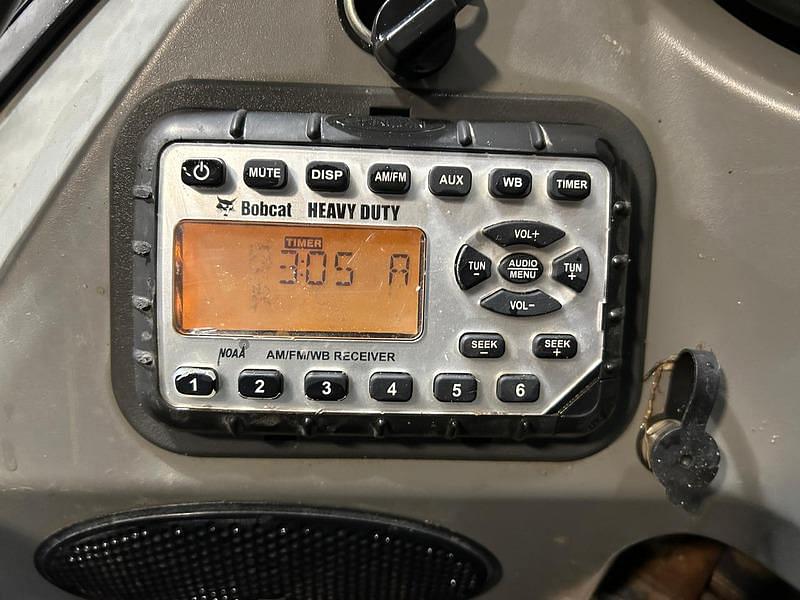 MUTE DISP AM/FM AUX WB TIMER
Bobcat HEAVY DUTY
TIMER
3:05 A
VOL+
TUN - AUDIO MENU TUN +
VOL-
SEEK - SEEK +
NOAA AM/FM/WB RECEIVER
1 2 3 4 5 6